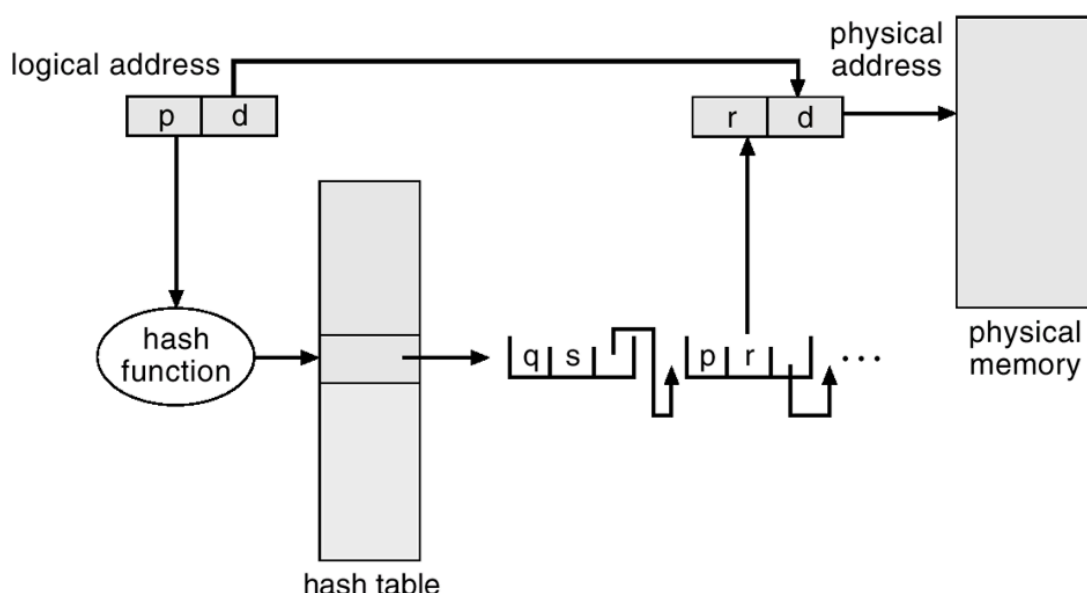 logical address
physical
address
p d
r d
hash
function
q s
p r
...
physical
memory
hash table